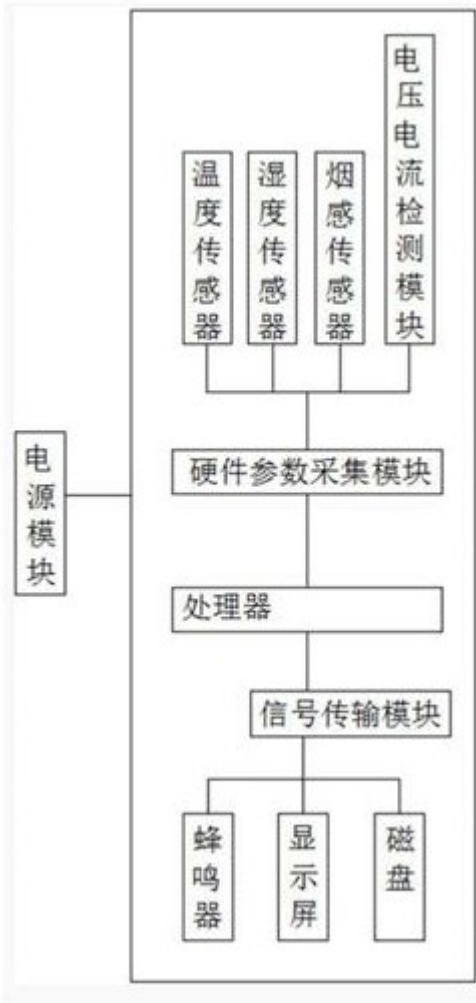 电压电流检测模块
温度传感器
湿度传感器
烟感传感器
硬件参数采集模块
电源模块
处理器
信号传输模块
蜂鸣器
显示屏
磁盘